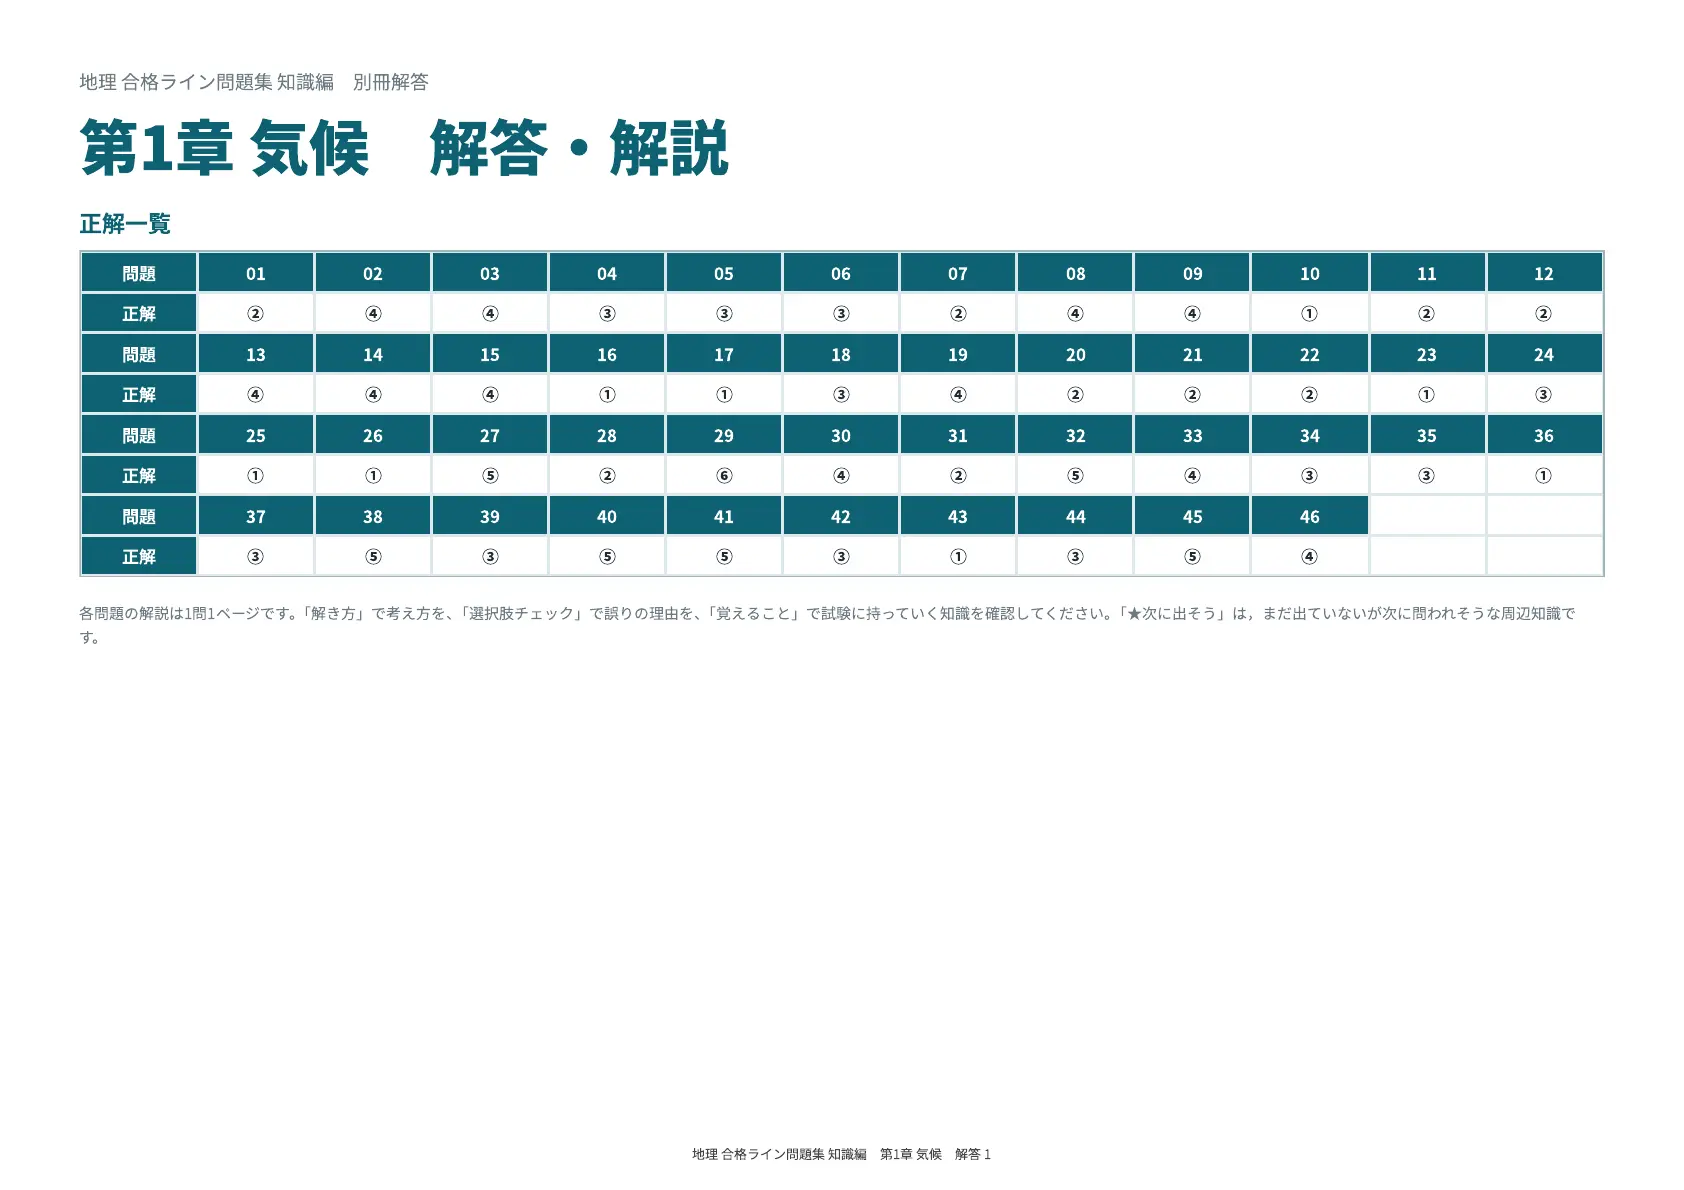 地理 合格ライン問題集 知識編　別冊解答
第1章 気候　解答・解説
正解一覧
問題 01 02 03 04 05 06 07 08 09 10 11 12
正解 ② ④ ④ ③ ③ ③ ② ④ ④ ① ② ②
問題 13 14 15 16 17 18 19 20 21 22 23 24
正解 ④ ④ ④ ① ① ③ ④ ② ② ② ① ③
問題 25 26 27 28 29 30 31 32 33 34 35 36
正解 ① ① ⑤ ② ⑥ ④ ② ⑤ ④ ③ ③ ①
問題 37 38 39 40 41 42 43 44 45 46
正解 ③ ⑤ ③ ⑤ ⑤ ③ ① ③ ⑤ ④
各問題の解説は1問1ページです。「解き方」で考え方を、「選択肢チェック」で誤りの理由を、「覚えること」で試験に持っていく知識を確認してください。「★次に出そう」は，まだ出ていないが次に問われそうな周辺知識で
す。
地理 合格ライン問題集 知識編　第1章 気候　解答 1